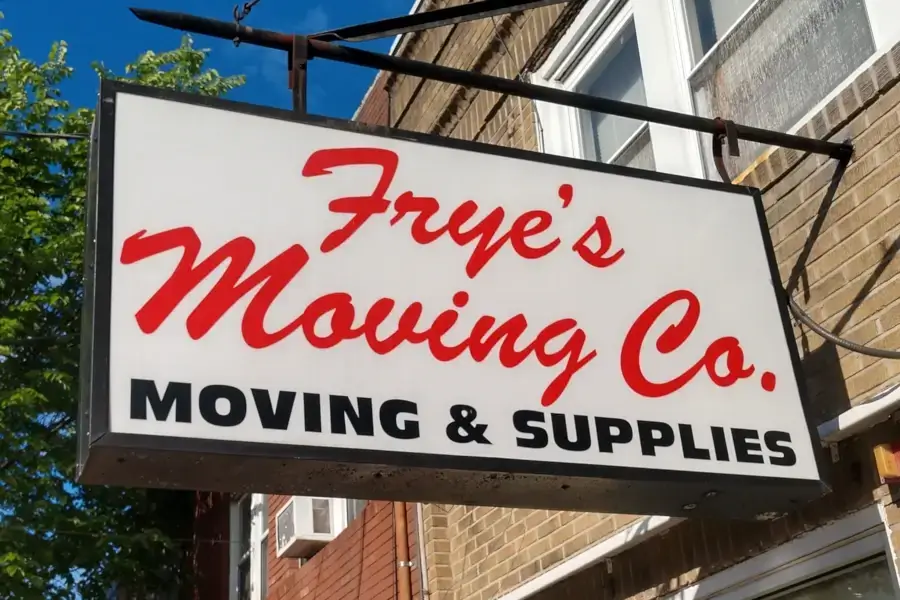 Frye's
Moving Co.
MOVING & SUPPLIES